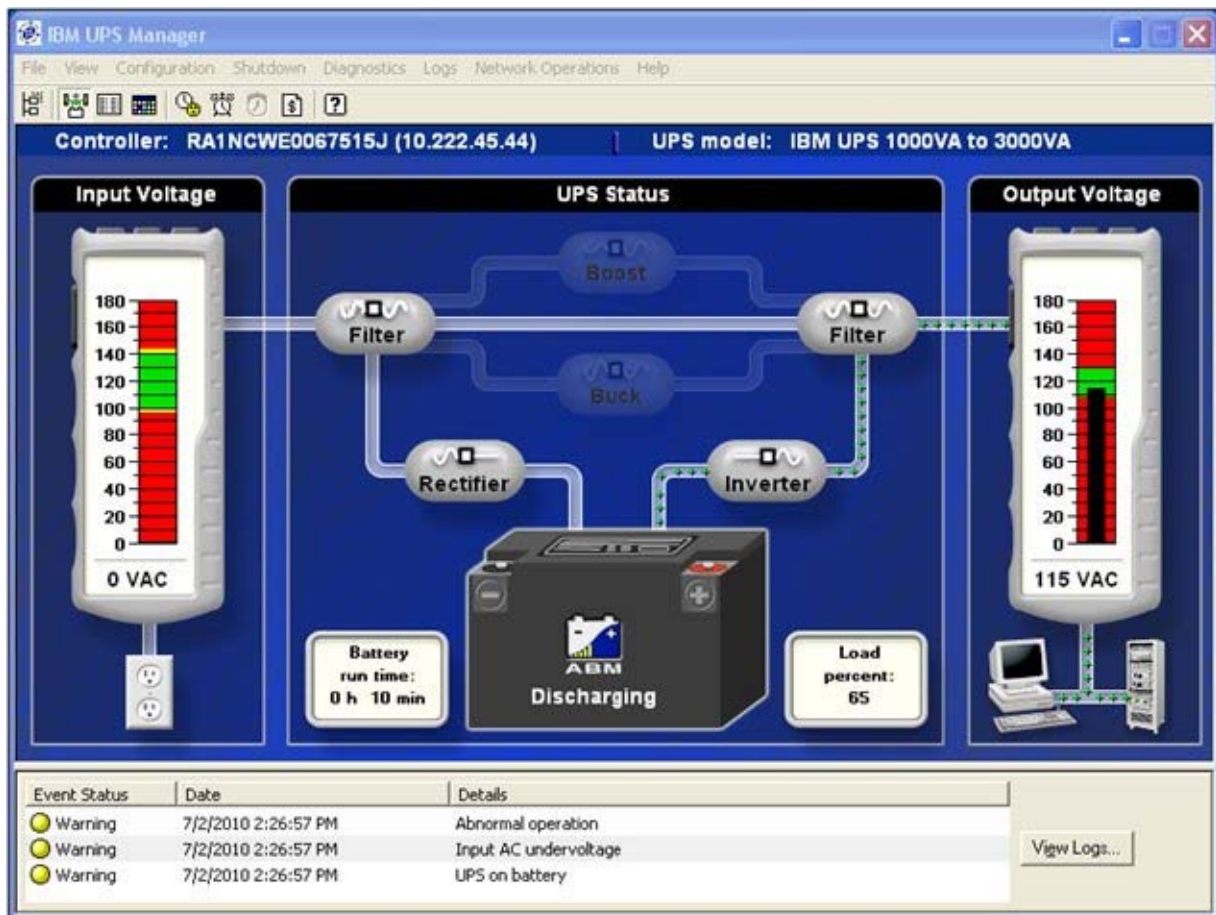 IBM UPS Manager
File View Configuration Shutdown Diagnostics Logs Network Operations Help
Controller: RA1NCWE0067515J (10.222.45.44) UPS model: IBM UPS 1000VA to 3000VA
Input Voltage
180
160
140
120
100
80
60
40
20
0
0 VAC
UPS Status
Boost
Filter
Filter
Buck
Rectifier
Inverter
ABM
Discharging
Battery
run time:
0 h 10 min
Load
percent:
65
Output Voltage
180
160
140
120
100
80
60
40
20
0
115 VAC
Event Status Date Details
Warning 7/2/2010 2:26:57 PM Abnormal operation
Warning 7/2/2010 2:26:57 PM Input AC undervoltage
Warning 7/2/2010 2:26:57 PM UPS on battery
View Logs...